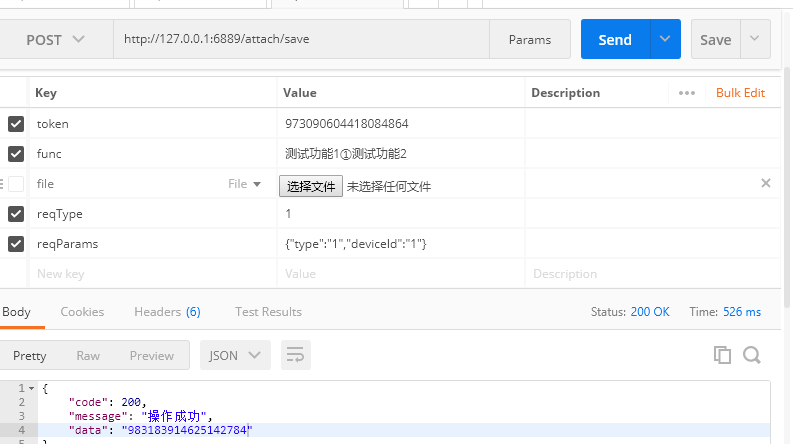 POST http://127.0.0.1:6889/attach/save Params Send Save
Key Value Description ••• Bulk Edit
token 973090604418084864
func 测试功能1①测试功能2
file File 选择文件 未选择任何文件
reqType 1
reqParams {"type":"1","deviceId":"1"}
New key Value Description
Body Cookies Headers (6) Test Results Status: 200 OK Time: 526 ms
Pretty Raw Preview JSON
1 {
2 "code": 200,
3 "message": "操作成功",
4 "data": "983183914625142784"